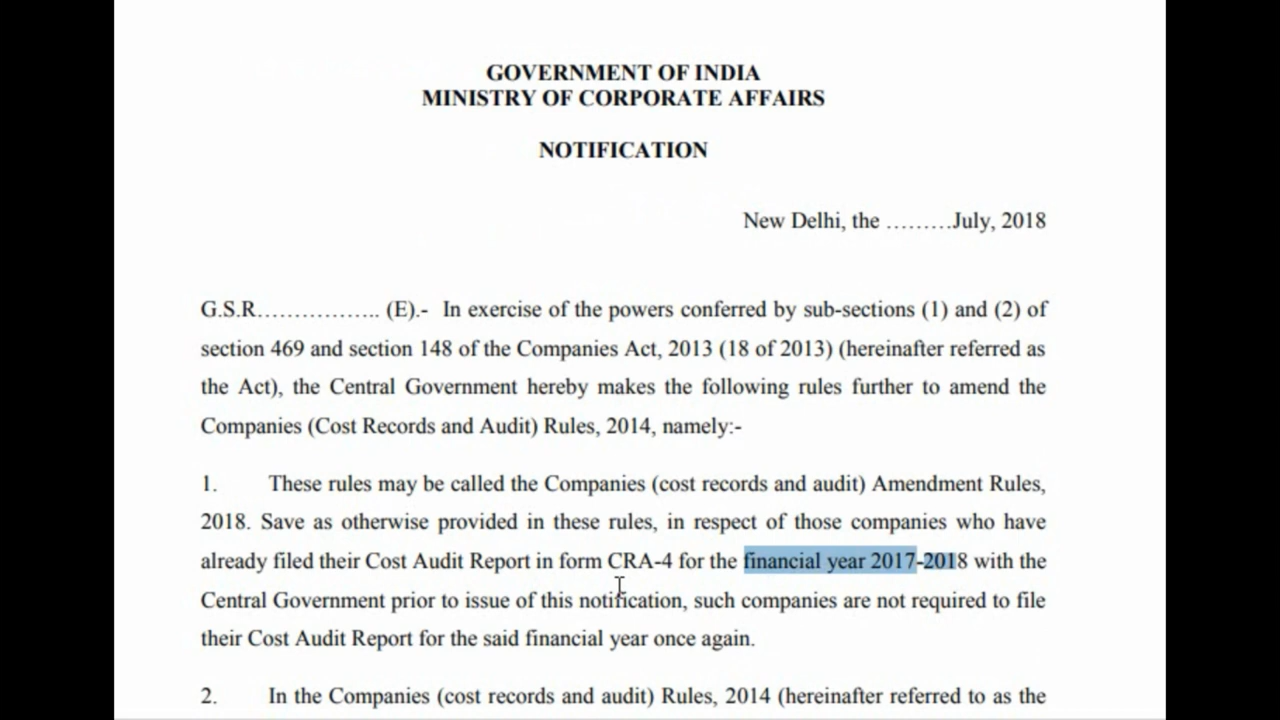 GOVERNMENT OF INDIA
MINISTRY OF CORPORATE AFFAIRS
NOTIFICATION
New Delhi, the ………July, 2018
G.S.R…………….. (E).- In exercise of the powers conferred by sub-sections (1) and (2) of
section 469 and section 148 of the Companies Act, 2013 (18 of 2013) (hereinafter referred as
the Act), the Central Government hereby makes the following rules further to amend the
Companies (Cost Records and Audit) Rules, 2014, namely:-
1. These rules may be called the Companies (cost records and audit) Amendment Rules,
2018. Save as otherwise provided in these rules, in respect of those companies who have
already filed their Cost Audit Report in form CRA-4 for the financial year 2017-2018 with the
Central Government prior to issue of this notification, such companies are not required to file
their Cost Audit Report for the said financial year once again.
2. In the Companies (cost records and audit) Rules, 2014 (hereinafter referred to as the